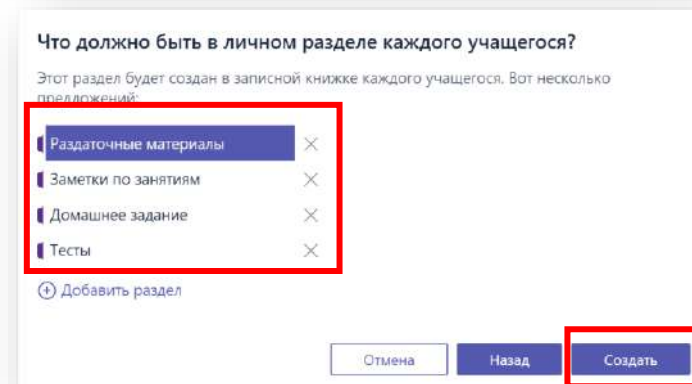 Что должно быть в личном разделе каждого учащегося?
Этот раздел будет создан в записной книжке каждого учащегося. Вот несколько
предложений:
Раздаточные материалы
Заметки по занятиям
Домашнее задание
Тесты
Добавить раздел
Отмена Назад Создать